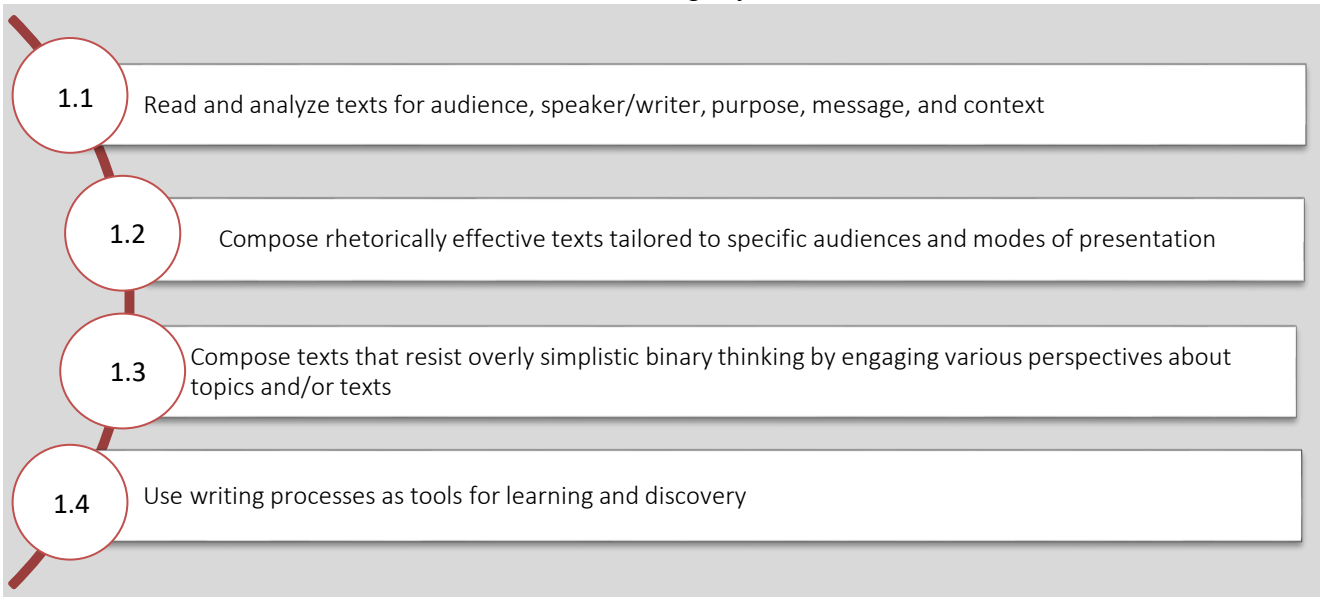 1.1
Read and analyze texts for audience, speaker/writer, purpose, message, and context
1.2
Compose rhetorically effective texts tailored to specific audiences and modes of presentation
1.3
Compose texts that resist overly simplistic binary thinking by engaging various perspectives about
topics and/or texts
1.4
Use writing processes as tools for learning and discovery